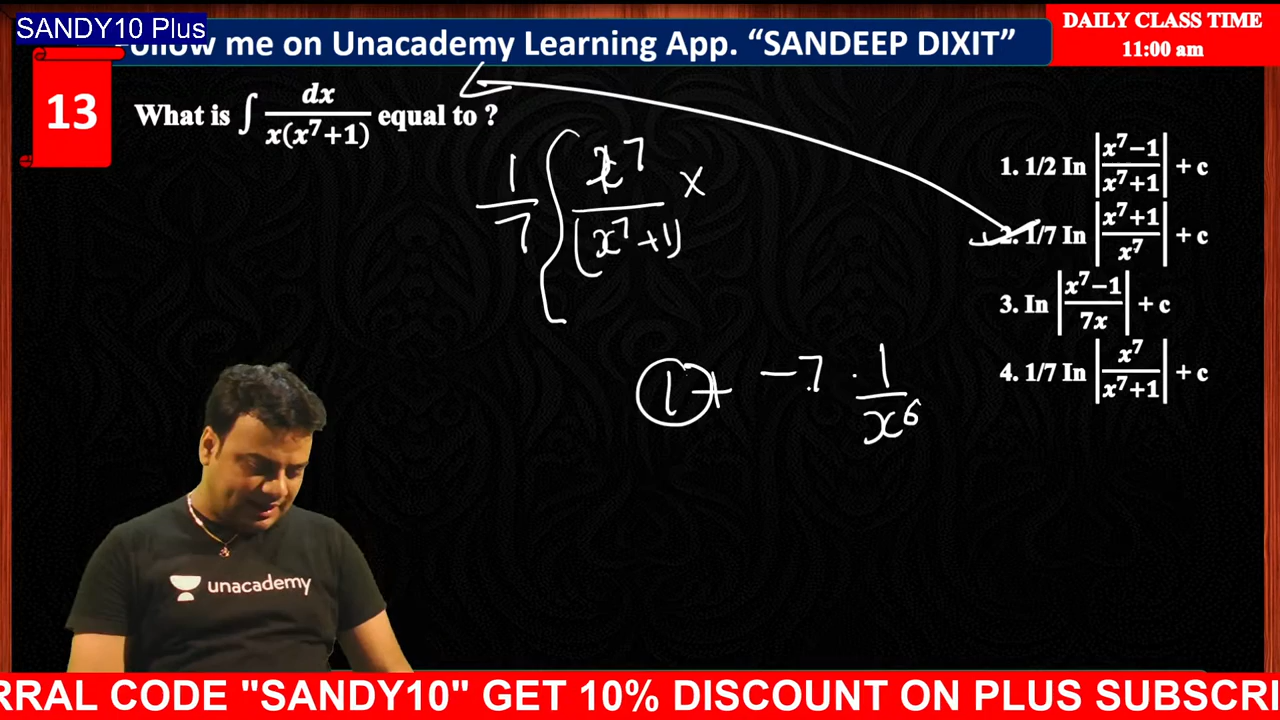 SANDY10 Plus
Follow me on Unacademy Learning App. “SANDEEP DIXIT”
DAILY CLASS TIME
11:00 am
13
What is ∫ dx / x(x⁷+1) equal to ?
1. 1/2 In |x⁷−1 / x⁷+1| + c
2. 1/7 In |x⁷+1 / x⁷| + c
3. In |x⁷−1 / 7x| + c
4. 1/7 In |x⁷ / x⁷+1| + c
1/7 { x⁷ / (x⁷+1) ×
1 + −7 · 1/x⁶
unacademy
RRAL CODE "SANDY10" GET 10% DISCOUNT ON PLUS SUBSCRI